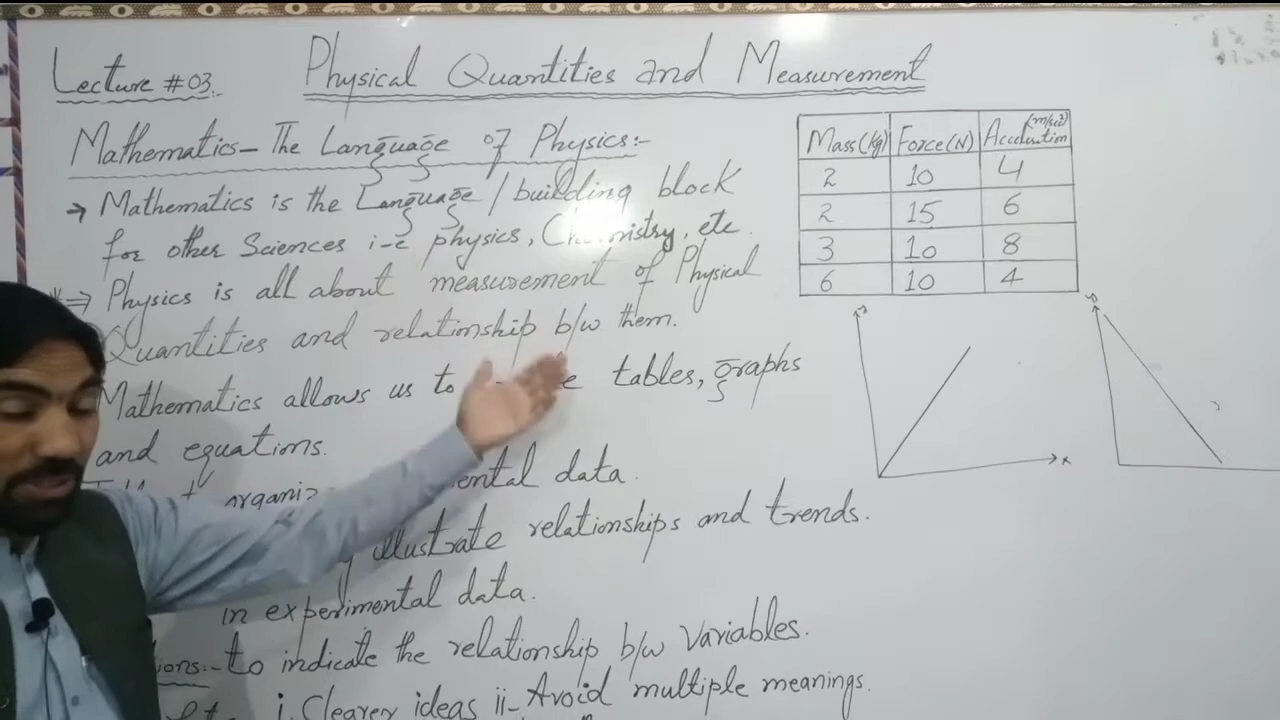 Lecture #03.
Physical Quantities and Measurement
Mathematics- The Language of Physics:-
→ Mathematics is the Language / building block
for other Sciences i-e physics, Chemistry, etc.
⇒ Physics is all about measurement of Physical
Quantities and relationship b/w them.
Mathematics allows us to tables, graphs
and equations.
data.
illustrate relationships and trends.
in experimental data.
to indicate the relationship b/w variables.
i. Clearer ideas ii- Avoid multiple meanings.
Mass(kg) Force(N) Acceleration (m/s²)
2 10 4
2 15 6
3 10 8
6 10 4
x